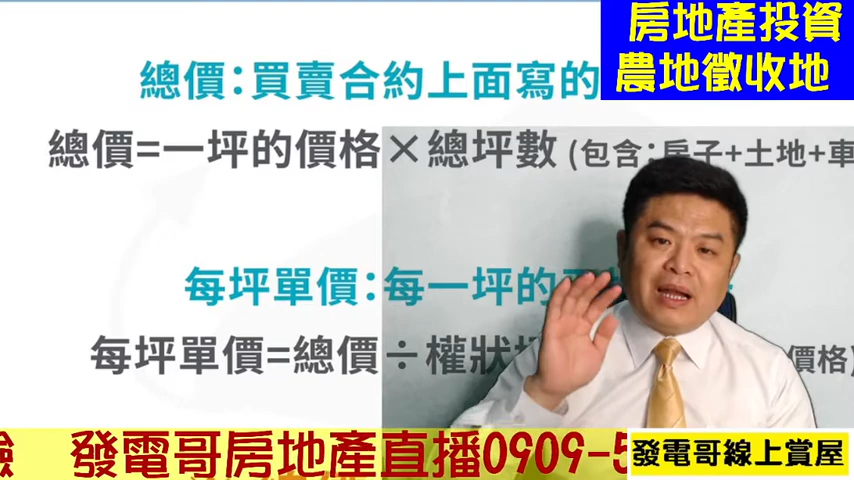 房地產投資
農地徵收地
總價：買賣合約上面寫的
總價=一坪的價格×總坪數 (包含：房子+土地+車
每坪單價：每一坪的
每坪單價=總價÷權狀 價格)
發電哥房地產直播0909-5
發電哥線上賞屋